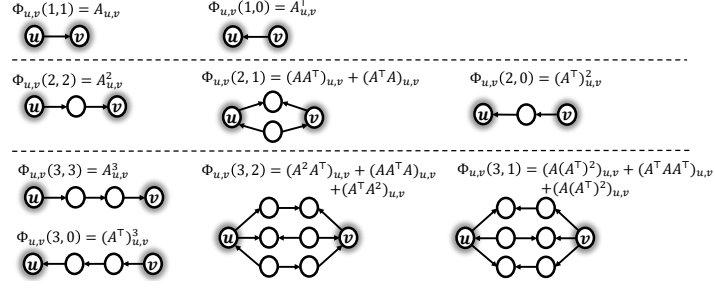 Φ_{u,v}(1,1) = A_{u,v}
Φ_{u,v}(1,0) = A^⊤_{u,v}
u v
u v
Φ_{u,v}(2,2) = A^2_{u,v}
Φ_{u,v}(2,1) = (AA^⊤)_{u,v} + (A^⊤A)_{u,v}
Φ_{u,v}(2,0) = (A^⊤)^2_{u,v}
u v
u v
u v
Φ_{u,v}(3,3) = A^3_{u,v}
Φ_{u,v}(3,2) = (A^2A^⊤)_{u,v} + (AA^⊤A)_{u,v}
+(A^⊤A^2)_{u,v}
Φ_{u,v}(3,1) = (A(A^⊤)^2)_{u,v} + (A^⊤AA^⊤)_{u,v}
+(A(A^⊤)^2)_{u,v}
u v
Φ_{u,v}(3,0) = (A^⊤)^3_{u,v}
u v
u v
u v